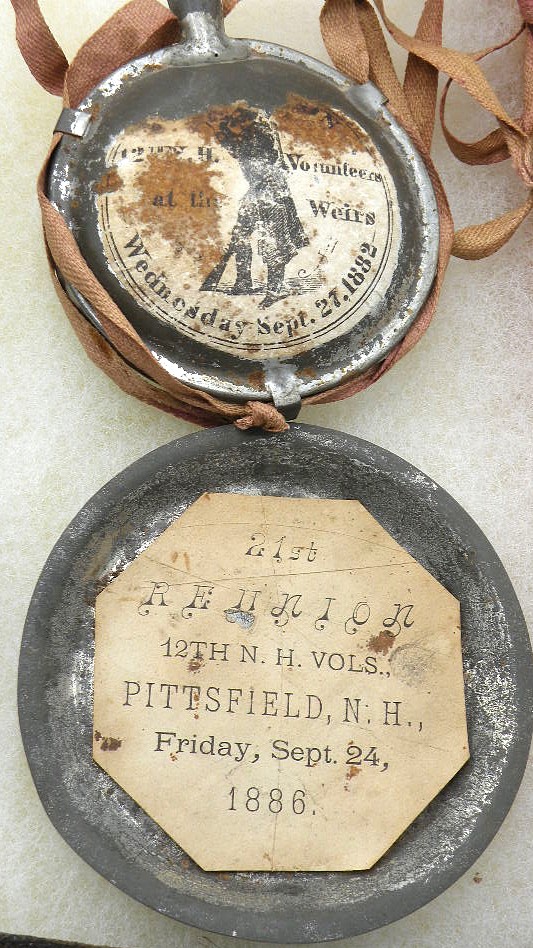 12th N. H. Volunteers
at the Weirs
Wednesday Sept. 27, 1882
21st
REUNION
12TH N. H. VOLS.,
PITTSFIELD, N. H.,
Friday, Sept. 24,
1886.